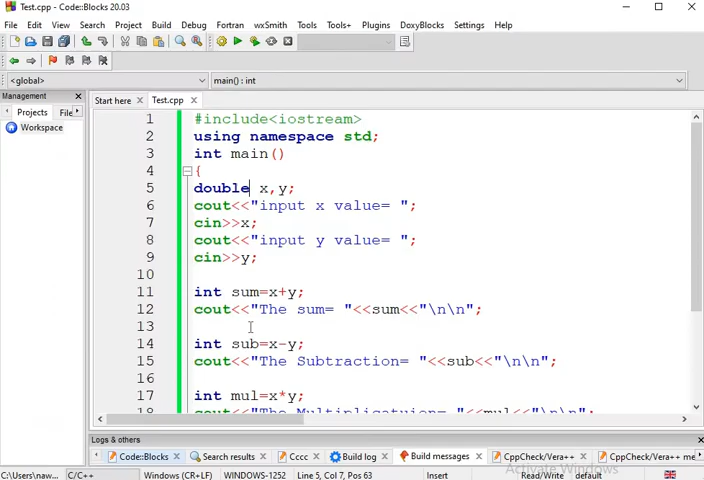 Test.cpp - Code::Blocks 20.03
File Edit View Search Project Build Debug Fortran wxSmith Tools Tools+ Plugins DoxyBlocks Settings Help
<global> main() : int
Management
Projects File
Workspace
Start here Test.cpp
1 #include<iostream>
2 using namespace std;
3 int main()
4 {
5 double x,y;
6 cout<<"input x value= ";
7 cin>>x;
8 cout<<"input y value= ";
9 cin>>y;
10
11 int sum=x+y;
12 cout<<"The sum= "<<sum<<"\n\n";
13
14 int sub=x-y;
15 cout<<"The Subtraction= "<<sub<<"\n\n";
16
17 int mul=x*y;
18 cout<<"The Multiplicatuion= "<<mul<<"\n\n";
Logs & others
Code::Blocks Search results Cccc Build log Build messages CppCheck/Vera++ CppCheck/Vera++ me
Activate Windows
C:\Users\naw... C/C++ Windows (CR+LF) WINDOWS-1252 Line 5, Col 7, Pos 63 Insert Read/Write default